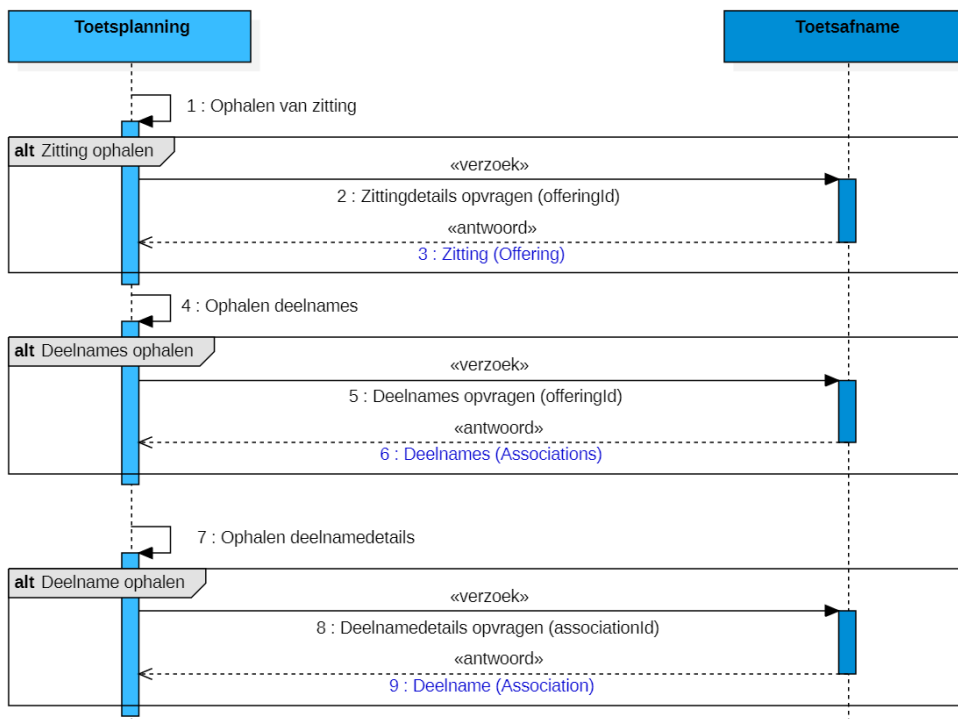 Toetsplanning
Toetsafname
1 : Ophalen van zitting
alt Zitting ophalen
«verzoek»
2 : Zittingdetails opvragen (offeringId)
«antwoord»
3 : Zitting (Offering)
4 : Ophalen deelnames
alt Deelnames ophalen
«verzoek»
5 : Deelnames opvragen (offeringId)
«antwoord»
6 : Deelnames (Associations)
7 : Ophalen deelnamedetails
alt Deelname ophalen
«verzoek»
8 : Deelnamedetails opvragen (associationId)
«antwoord»
9 : Deelname (Association)